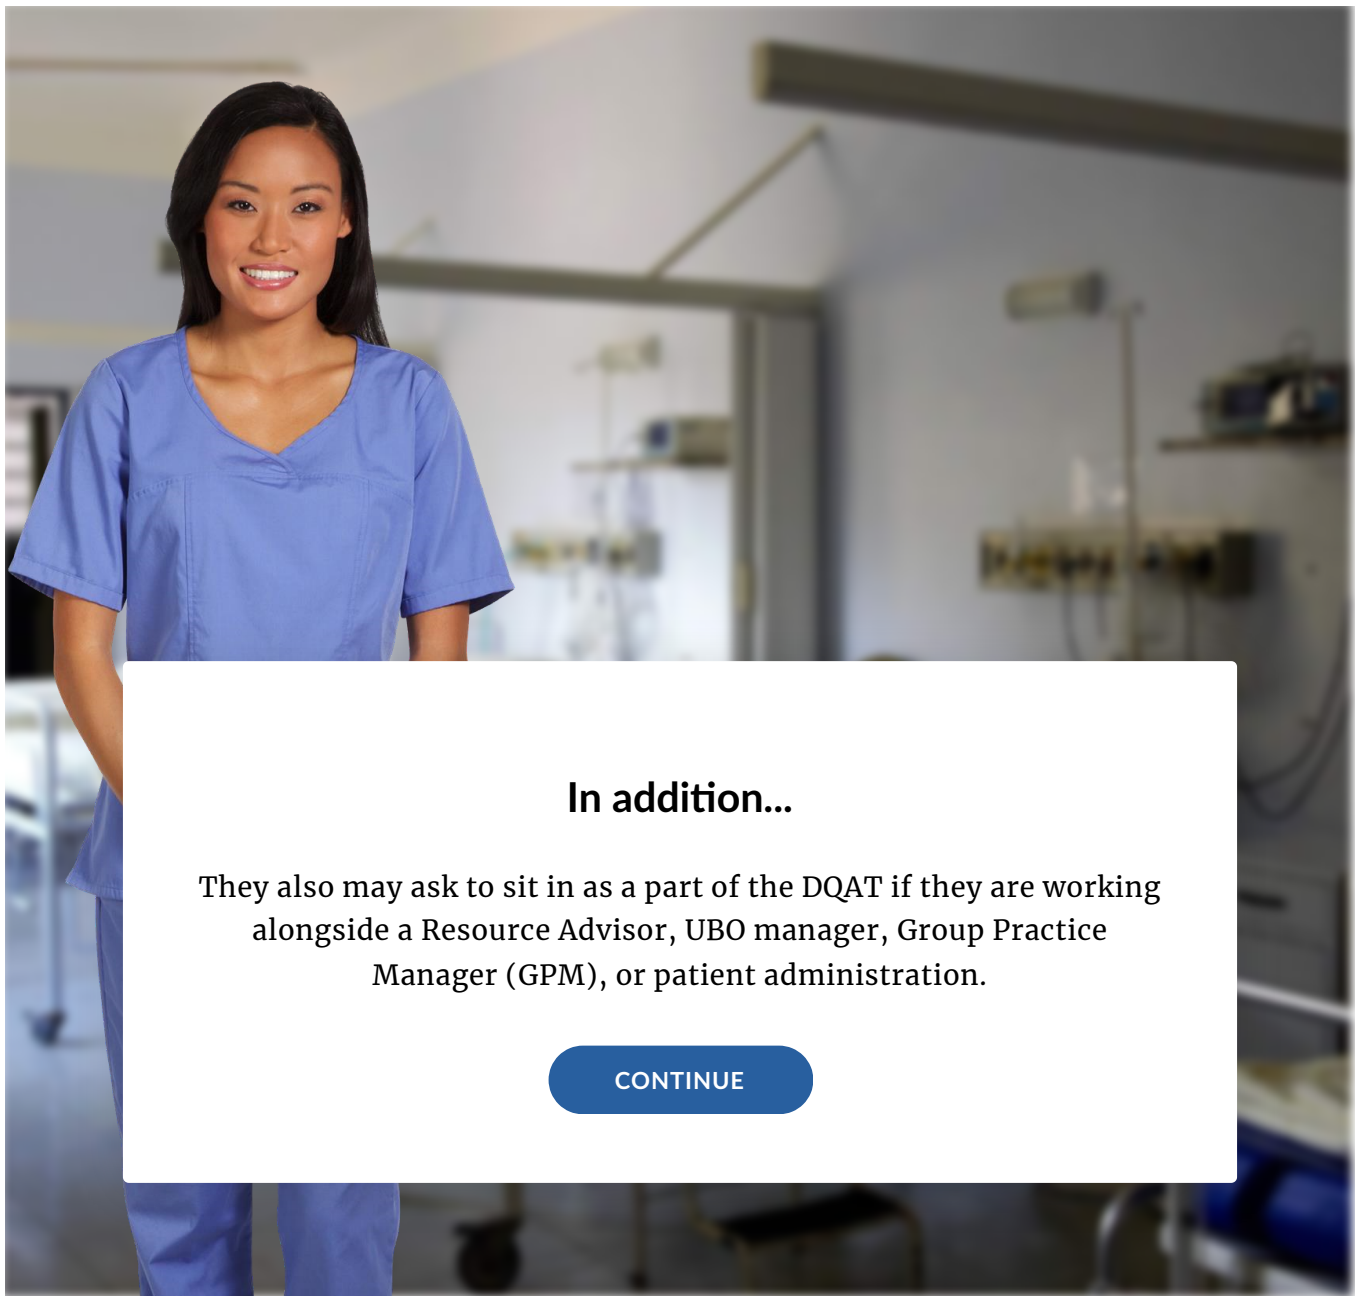 In addition...
They also may ask to sit in as a part of the DQAT if they are working
alongside a Resource Advisor, UBO manager, Group Practice
Manager (GPM), or patient administration.
CONTINUE